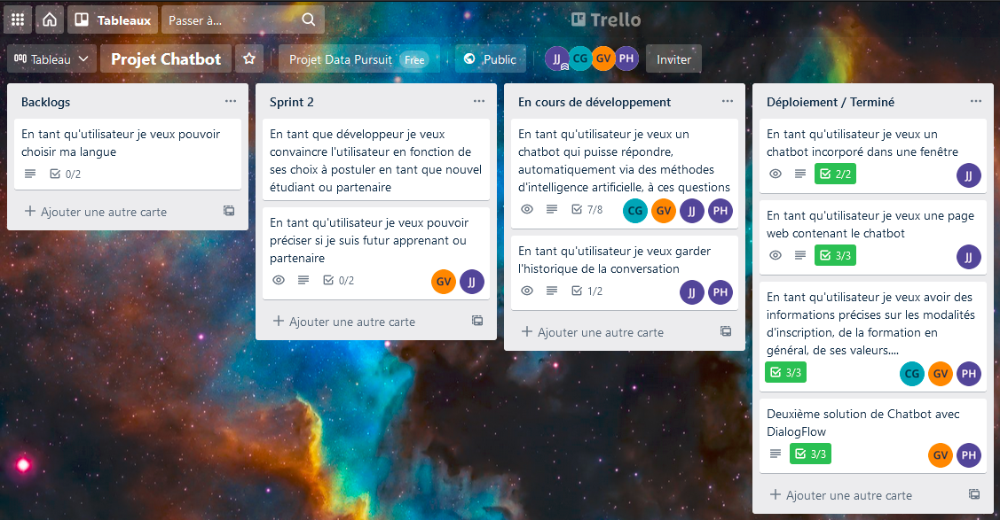 Tableaux
Passer à...
Trello
Tableau
Projet Chatbot
Projet Data Pursuit Free
Public
JJ CG GV PH
Inviter
Backlogs
En tant qu'utilisateur je veux pouvoir
choisir ma langue
0/2
Ajouter une autre carte
Sprint 2
En tant que développeur je veux
convaincre l'utilisateur en fonction de
ses choix à postuler en tant que nouvel
étudiant ou partenaire
En tant qu'utilisateur je veux pouvoir
préciser si je suis futur apprenant ou
partenaire
0/2 GV JJ
Ajouter une autre carte
En cours de développement
En tant qu'utilisateur je veux un
chatbot qui puisse répondre,
automatiquement via des méthodes
d'intelligence artificielle, à ces questions
7/8 CG GV JJ PH
En tant qu'utilisateur je veux garder
l'historique de la conversation
1/2 JJ PH
Ajouter une autre carte
Déploiement / Terminé
En tant qu'utilisateur je veux un
chatbot incorporé dans une fenêtre
2/2 JJ
En tant qu'utilisateur je veux une page
web contenant le chatbot
3/3 JJ
En tant qu'utilisateur je veux avoir des
informations précises sur les modalités
d'inscription, de la formation en
général, de ses valeurs....
3/3 CG GV PH
Deuxième solution de Chatbot avec
DialogFlow
3/3 GV PH
Ajouter une autre carte